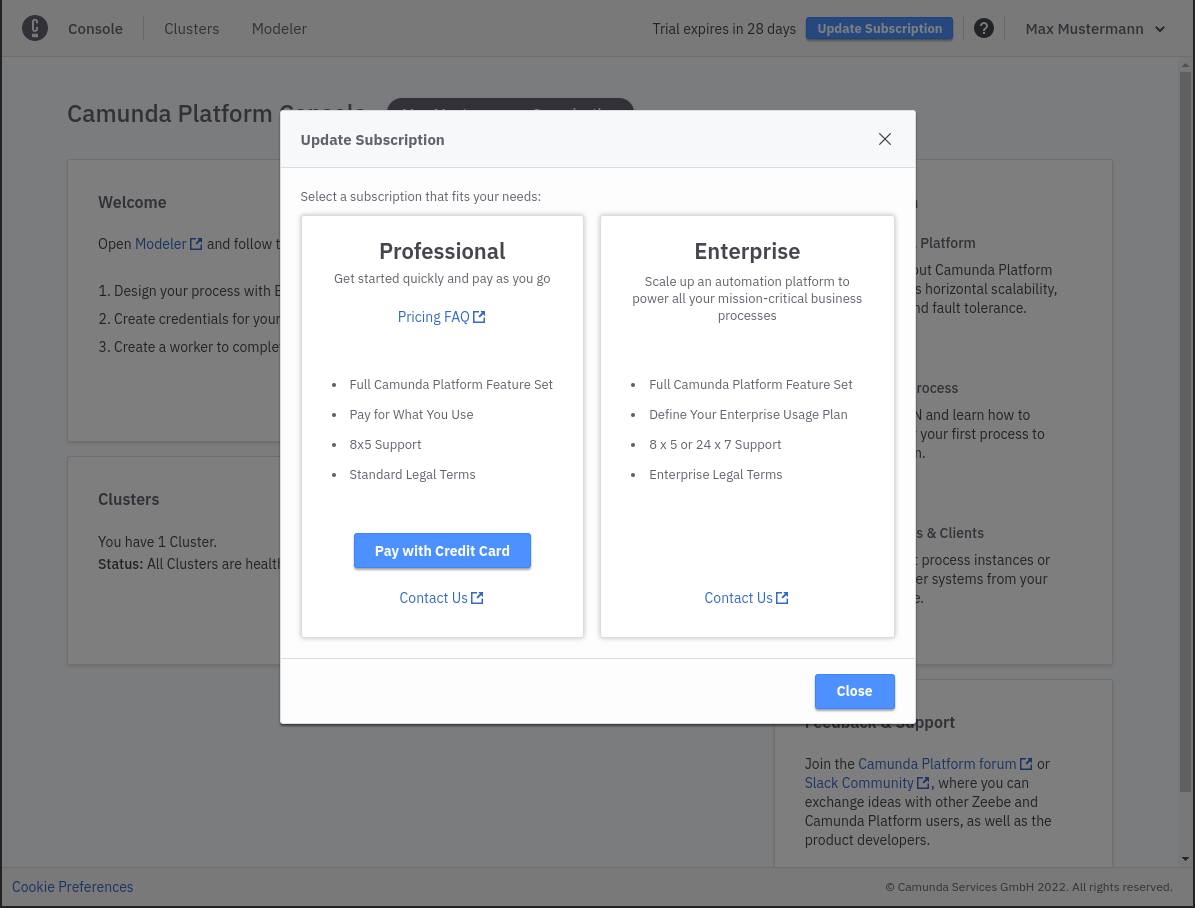 Console
Clusters
Modeler
Trial expires in 28 days
Update Subscription
?
Max Mustermann
Camunda Platform Console
Update Subscription
Select a subscription that fits your needs:
Professional
Get started quickly and pay as you go
Pricing FAQ
• Full Camunda Platform Feature Set
• Pay for What You Use
• 8x5 Support
• Standard Legal Terms
Pay with Credit Card
Contact Us
Enterprise
Scale up an automation platform to
power all your mission-critical business
processes
• Full Camunda Platform Feature Set
• Define Your Enterprise Usage Plan
• 8 x 5 or 24 x 7 Support
• Enterprise Legal Terms
Contact Us
Close
Welcome
Open Modeler and follow
1. Design your process with
2. Create credentials for your
3. Create a worker to
Clusters
You have 1 Cluster.
Status: All Clusters are
Platform
Camunda Platform
horizontal scalability,
fault tolerance.
and learn how to
your first process to
& Clients
process instances or
systems from your
Feedback & Support
Join the Camunda Platform forum or
Slack Community, where you can
exchange ideas with other Zeebe and
Camunda Platform users, as well as the
product developers.
Cookie Preferences
© Camunda Services GmbH 2022. All rights reserved.